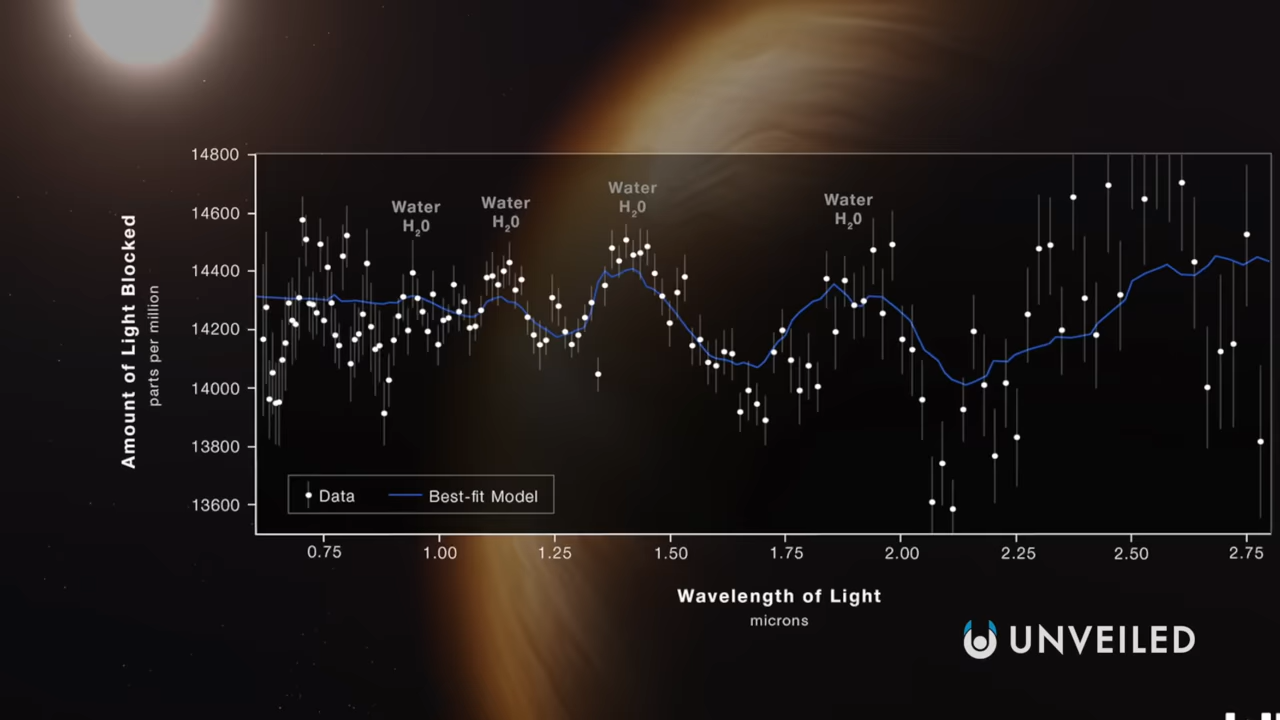 14800
14600
14400
14200
14000
13800
13600
Amount of Light Blocked
parts per million
Water
H₂0
Water
H₂0
Water
H₂0
Water
H₂0
Data
Best-fit Model
0.75
1.00
1.25
1.50
1.75
2.00
2.25
2.50
2.75
Wavelength of Light
microns
UNVEILED